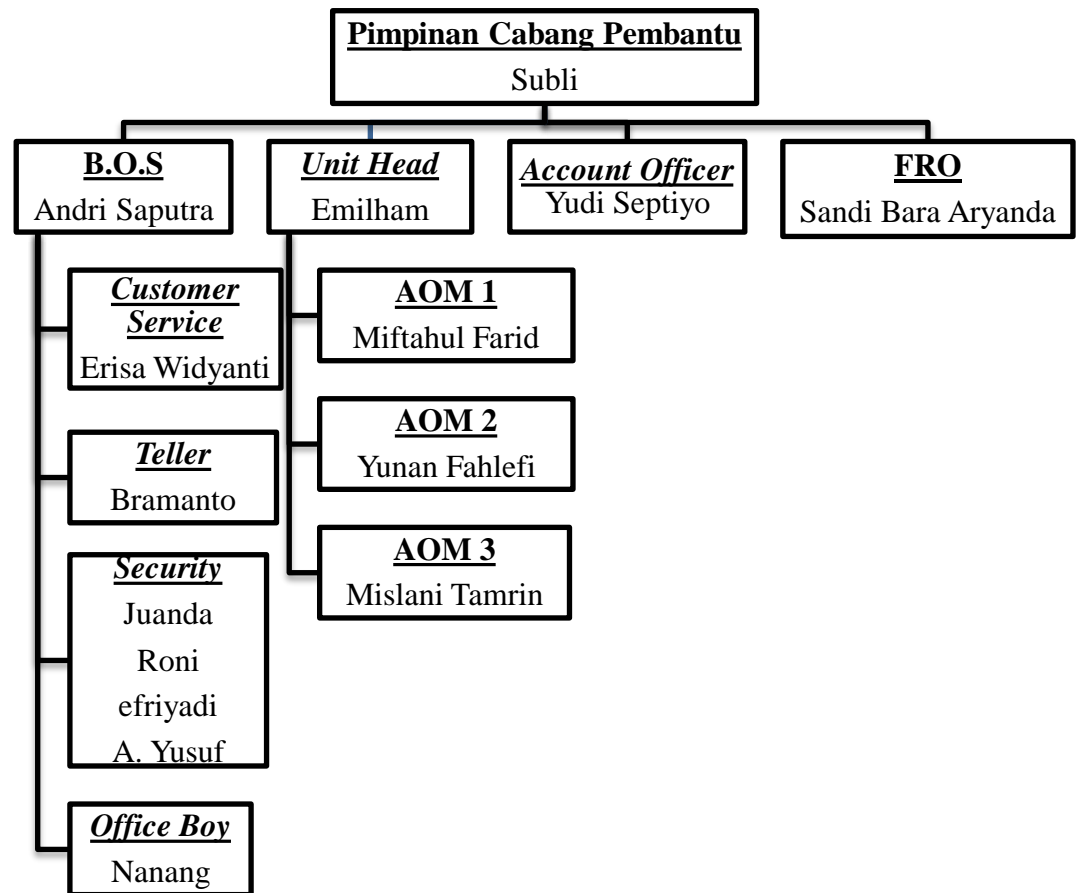 Pimpinan Cabang Pembantu
Subli
B.O.S
Andri Saputra
Unit Head
Emilham
Account Officer
Yudi Septiyo
FRO
Sandi Bara Aryanda
Customer
Service
Erisa Widyanti
Teller
Bramanto
Security
Juanda
Roni
efriyadi
A. Yusuf
Office Boy
Nanang
AOM 1
Miftahul Farid
AOM 2
Yunan Fahlefi
AOM 3
Mislani Tamrin